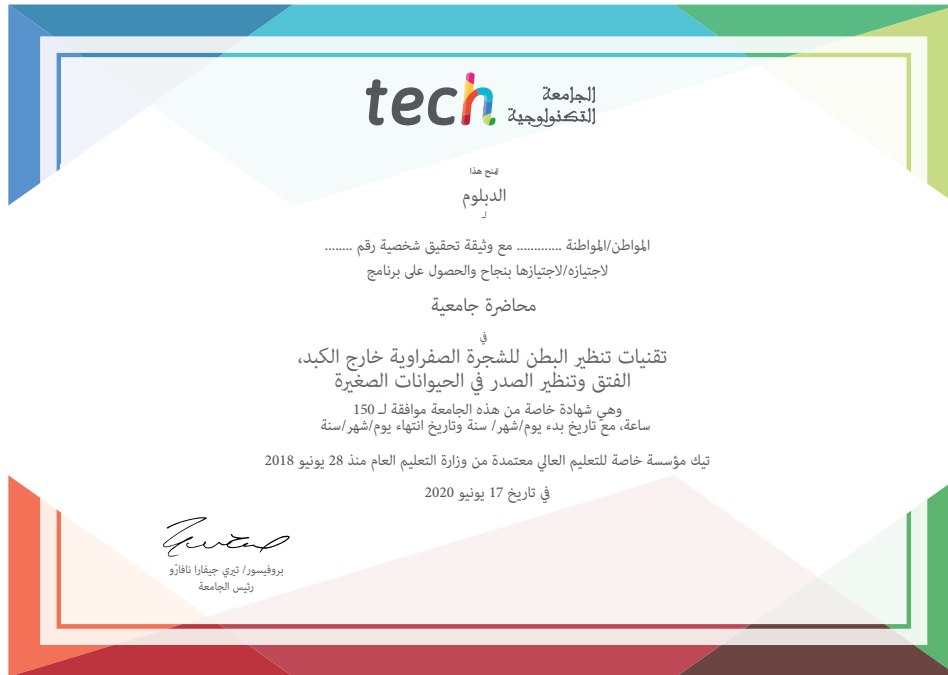 tech الجامعة
التكنولوجية
تمنح هذا
الدبلوم
لـ
المواطن/المواطنة ............. مع وثيقة تحقيق شخصية رقم ........
لاجتيازه/لاجتيازها بنجاح والحصول على برنامج
محاضرة جامعية
في
تقنيات تنظير البطن للشجرة الصفراوية خارج الكبد،
الفتق وتنظير الصدر في الحيوانات الصغيرة
وهي شهادة خاصة من هذه الجامعة موافقة لـ 150
ساعة، مع تاريخ بدء يوم/شهر/ سنة وتاريخ انتهاء يوم/شهر/سنة
تيك مؤسسة خاصة للتعليم العالي معتمدة من وزارة التعليم العام منذ 28 يونيو 2018
في تاريخ 17 يونيو 2020
بروفيسور/ تيري جيفارا نافارّو
رئيس الجامعة